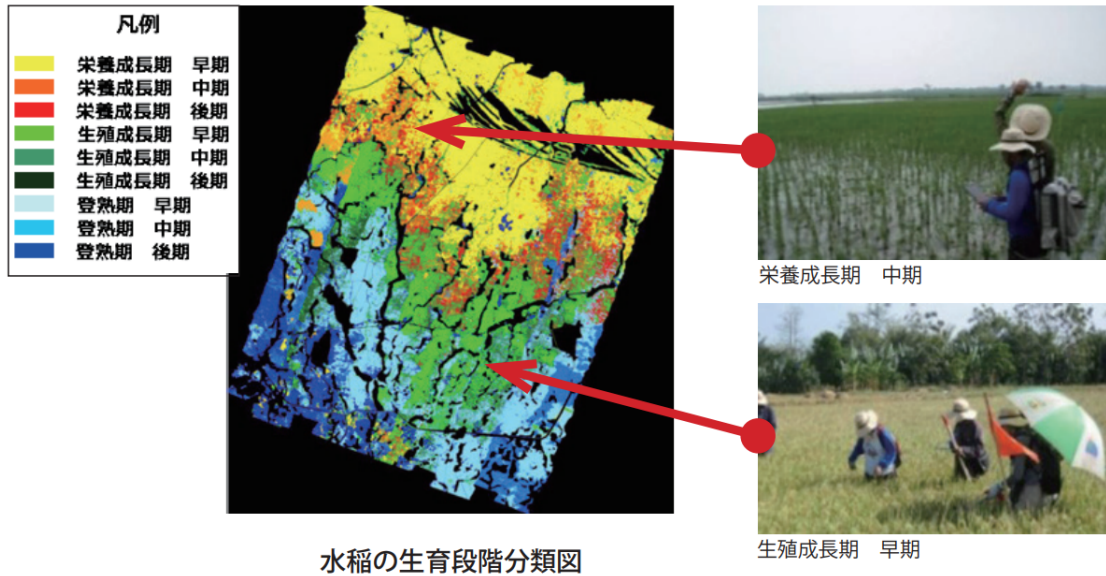 凡例
栄養成長期 早期
栄養成長期 中期
栄養成長期 後期
生殖成長期 早期
生殖成長期 中期
生殖成長期 後期
登熟期 早期
登熟期 中期
登熟期 後期
栄養成長期 中期
生殖成長期 早期
水稲の生育段階分類図